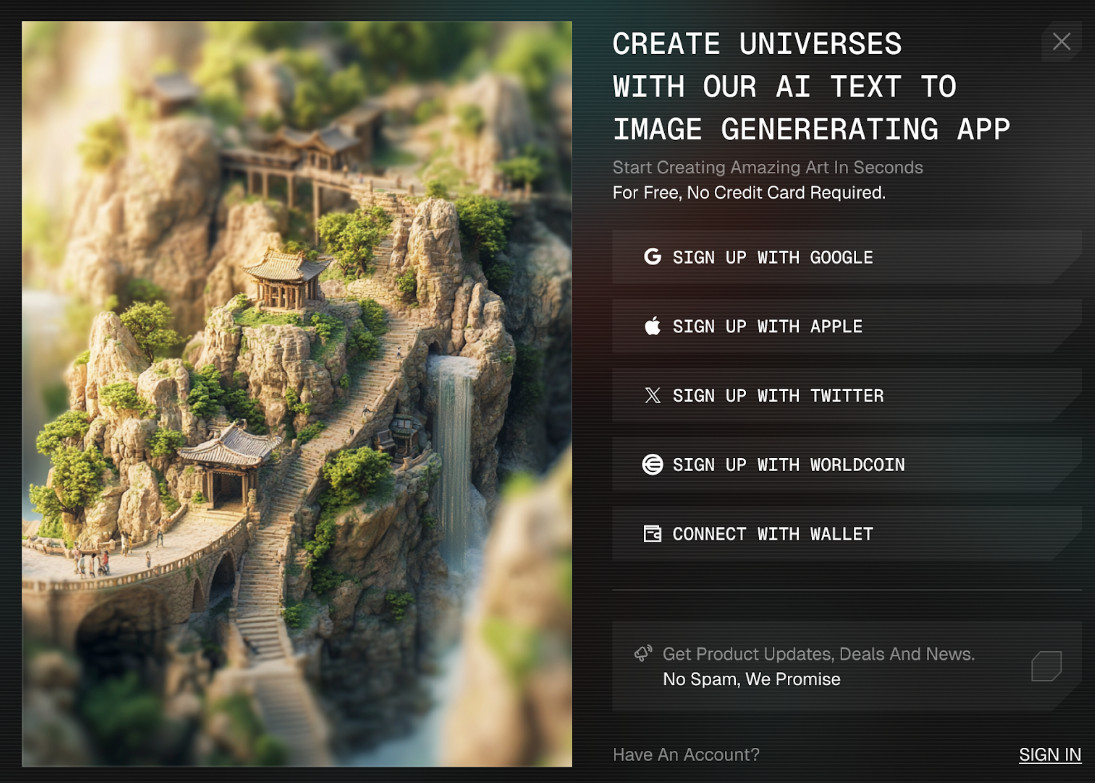 CREATE UNIVERSES
WITH OUR AI TEXT TO
IMAGE GENERERATING APP
Start Creating Amazing Art In Seconds
For Free, No Credit Card Required.
SIGN UP WITH GOOGLE
SIGN UP WITH APPLE
SIGN UP WITH TWITTER
SIGN UP WITH WORLDCOIN
CONNECT WITH WALLET
Get Product Updates, Deals And News.
No Spam, We Promise
Have An Account? SIGN IN